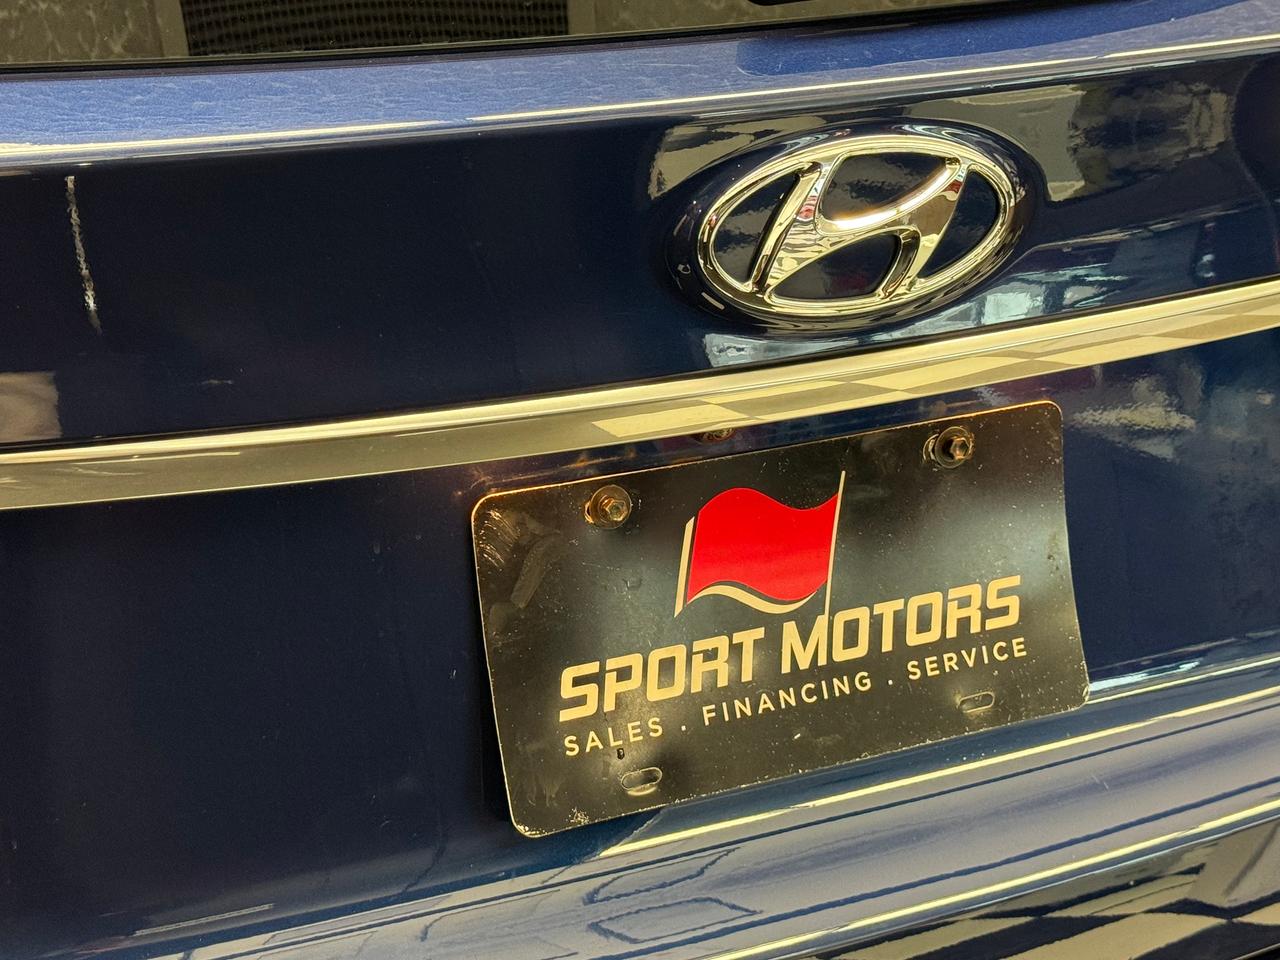 SPORT MOTORS
SALES . FINANCING . SERVICE